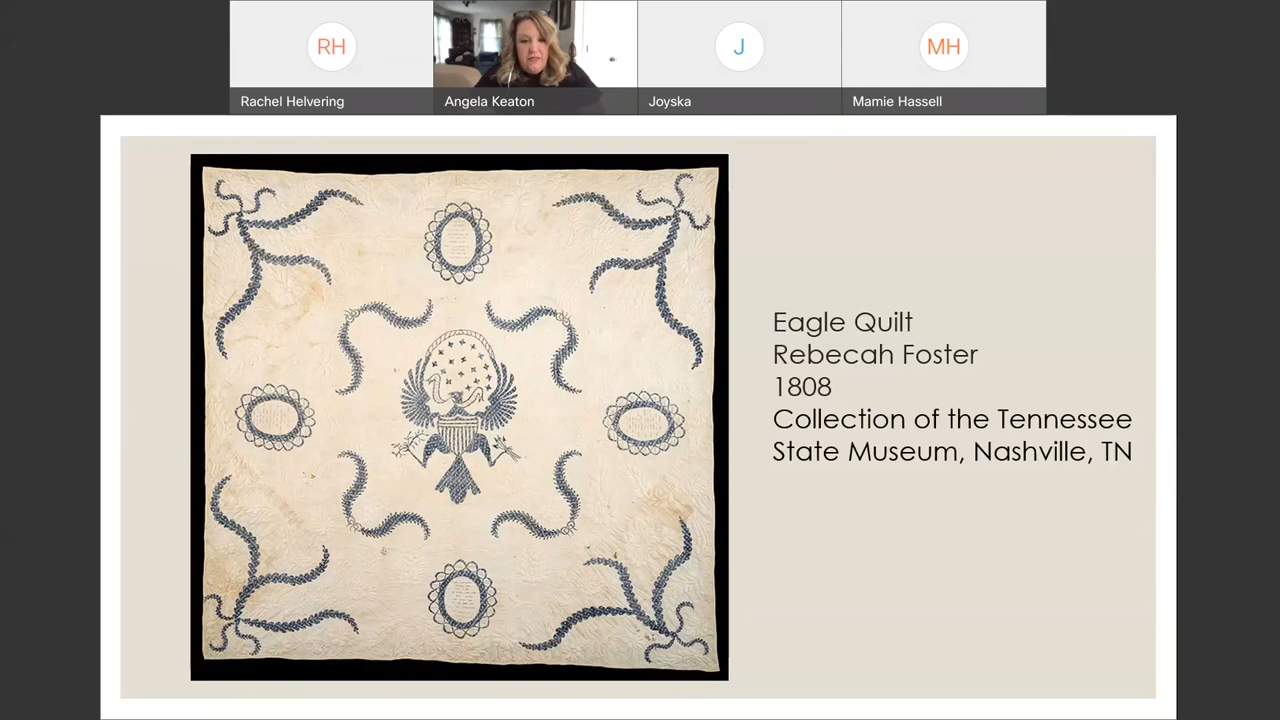 RH
J
MH
Rachel Helvering
Angela Keaton
Joyska
Mamie Hassell
Eagle Quilt
Rebecah Foster
1808
Collection of the Tennessee
State Museum, Nashville, TN